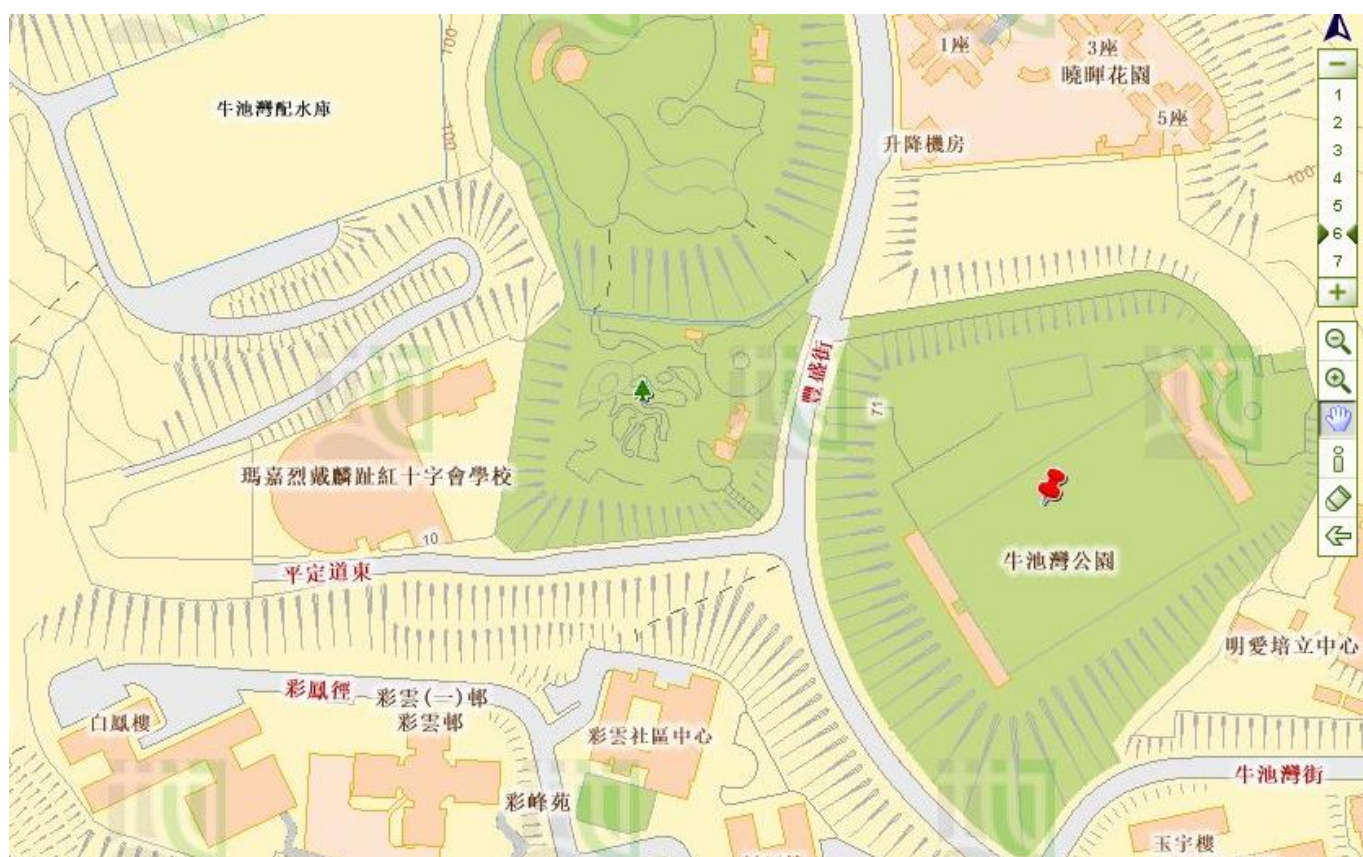 1座
3座
曉暉花園
5座
牛池灣配水庫
升降機房
100
100
100
1
2
3
4
5
6
7
豐盛街
71
瑪嘉烈戴麟趾紅十字會學校
10
平定道東
牛池灣公園
明愛培立中心
彩鳳徑
彩雲(一)邨
彩雲邨
白鳳樓
彩雲社區中心
彩峰苑
牛池灣街
玉宇樓